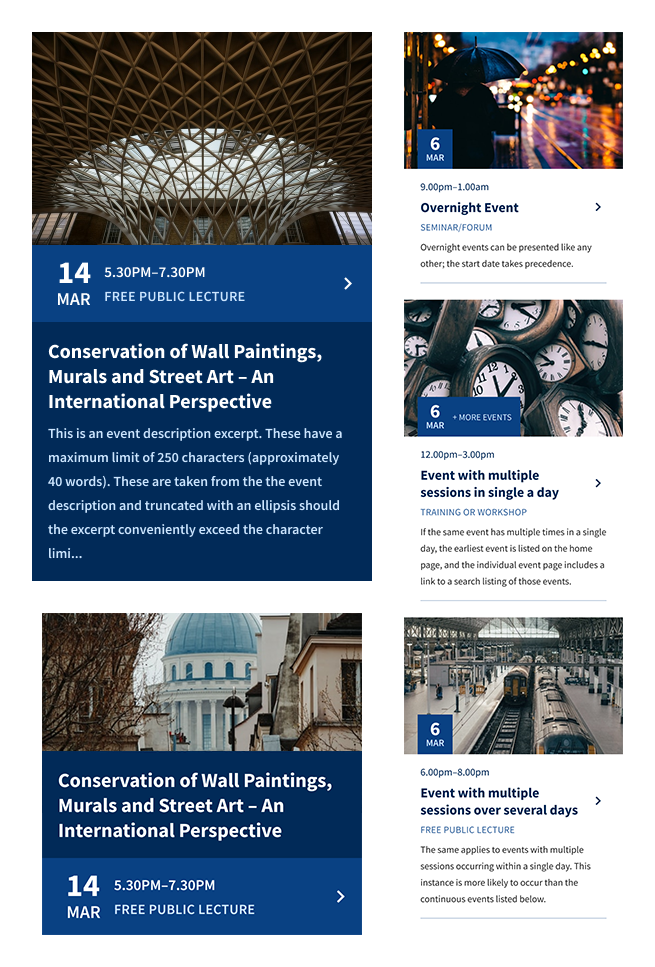 14
MAR
5.30PM–7.30PM
FREE PUBLIC LECTURE
Conservation of Wall Paintings,
Murals and Street Art – An
International Perspective
This is an event description excerpt. These have a
maximum limit of 250 characters (approximately
40 words). These are taken from the the event
description and truncated with an ellipsis should
the excerpt conveniently exceed the character
limi...
Conservation of Wall Paintings,
Murals and Street Art – An
International Perspective
14
MAR
5.30PM–7.30PM
FREE PUBLIC LECTURE
6
MAR
9.00pm–1.00am
Overnight Event
SEMINAR/FORUM
Overnight events can be presented like any
other; the start date takes precedence.
6
MAR
+ MORE EVENTS
12.00pm–3.00pm
Event with multiple
sessions in single a day
TRAINING OR WORKSHOP
If the same event has multiple times in a single
day, the earliest event is listed on the home
page, and the individual event page includes a
link to a search listing of those events.
6
MAR
6.00pm–8.00pm
Event with multiple
sessions over several days
FREE PUBLIC LECTURE
The same applies to events with multiple
sessions occurring within a single day. This
instance is more likely to occur than the
continuous events listed below.